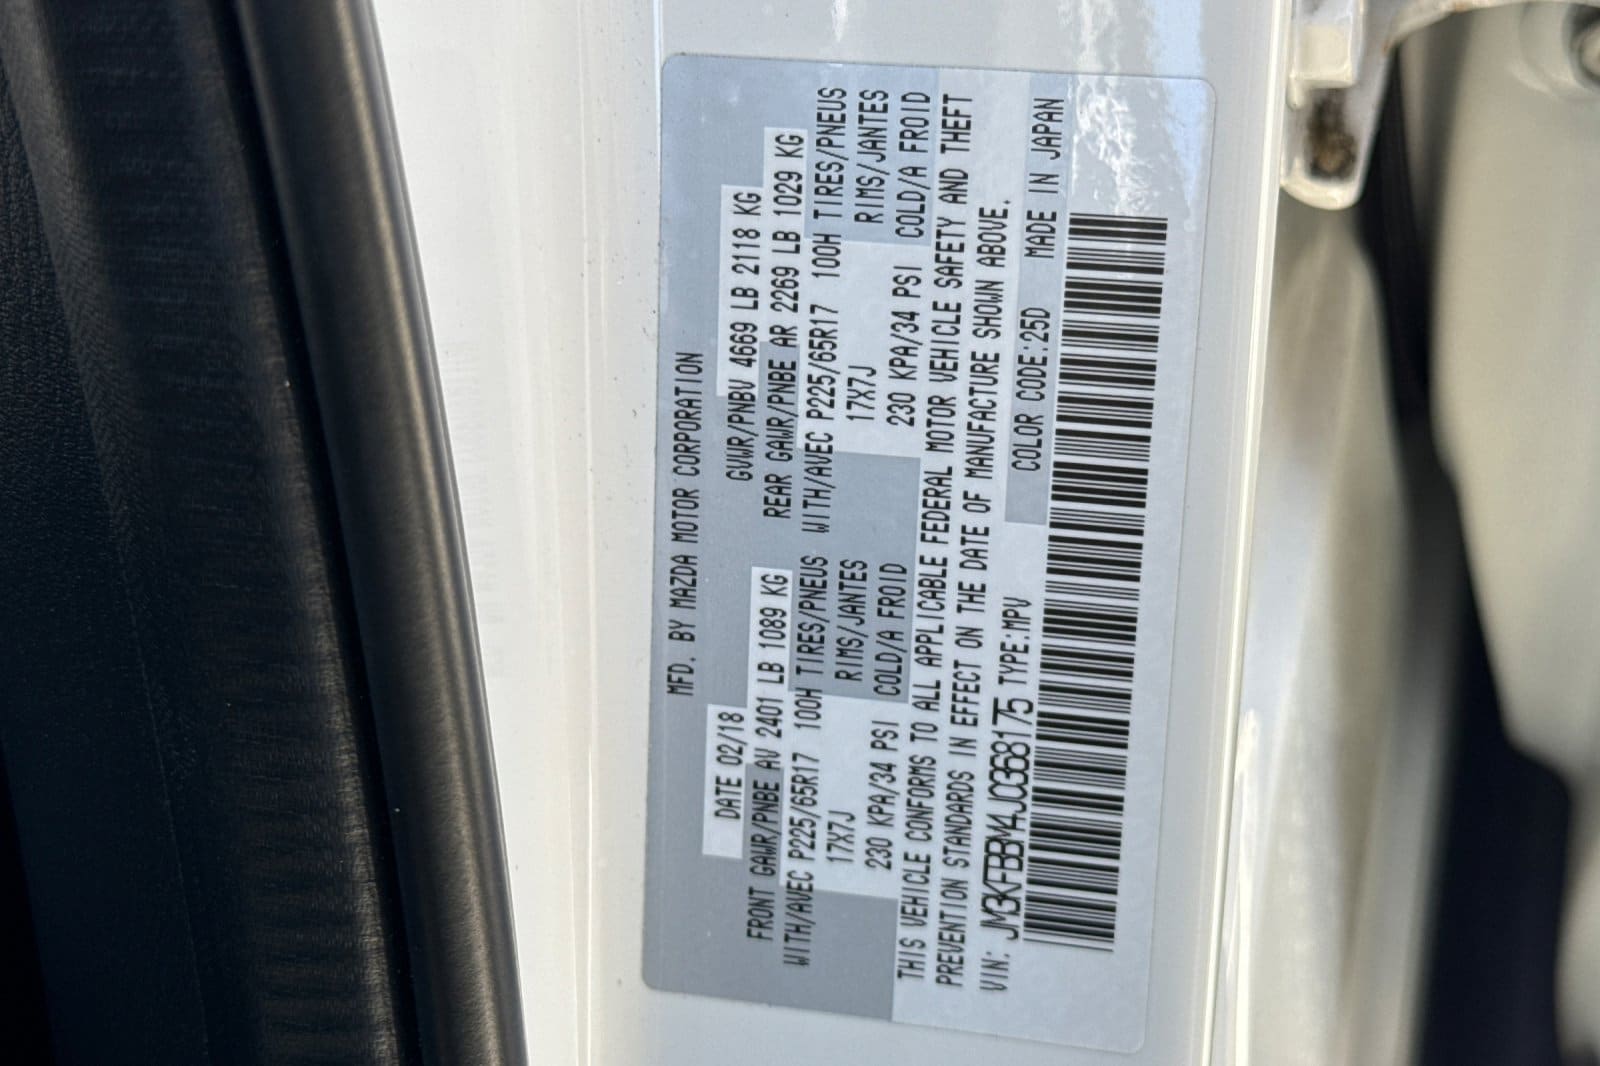 MFD. BY MAZDA MOTOR CORPORATION
DATE 02/18 GVWR/PNBV 4669 LB 2118 KG
FRONT GAWR/PNBE AV 2401 LB 1089 KG REAR GAWR/PNBE AR 2269 LB 1029 KG
WITH/AVEC P225/65R17 100H TIRES/PNEUS WITH/AVEC P225/65R17 100H TIRES/PNEUS
17X7J RIMS/JANTES 17X7J RIMS/JANTES
230 KPA/34 PSI COLD/A FROID 230 KPA/34 PSI COLD/A FROID
THIS VEHICLE CONFORMS TO ALL APPLICABLE FEDERAL MOTOR VEHICLE SAFETY AND THEFT
PREVENTION STANDARDS IN EFFECT ON THE DATE OF MANUFACTURE SHOWN ABOVE.
VIN: JM3KFBBM4J0368175 TYPE:MPV COLOR CODE:25D MADE IN JAPAN